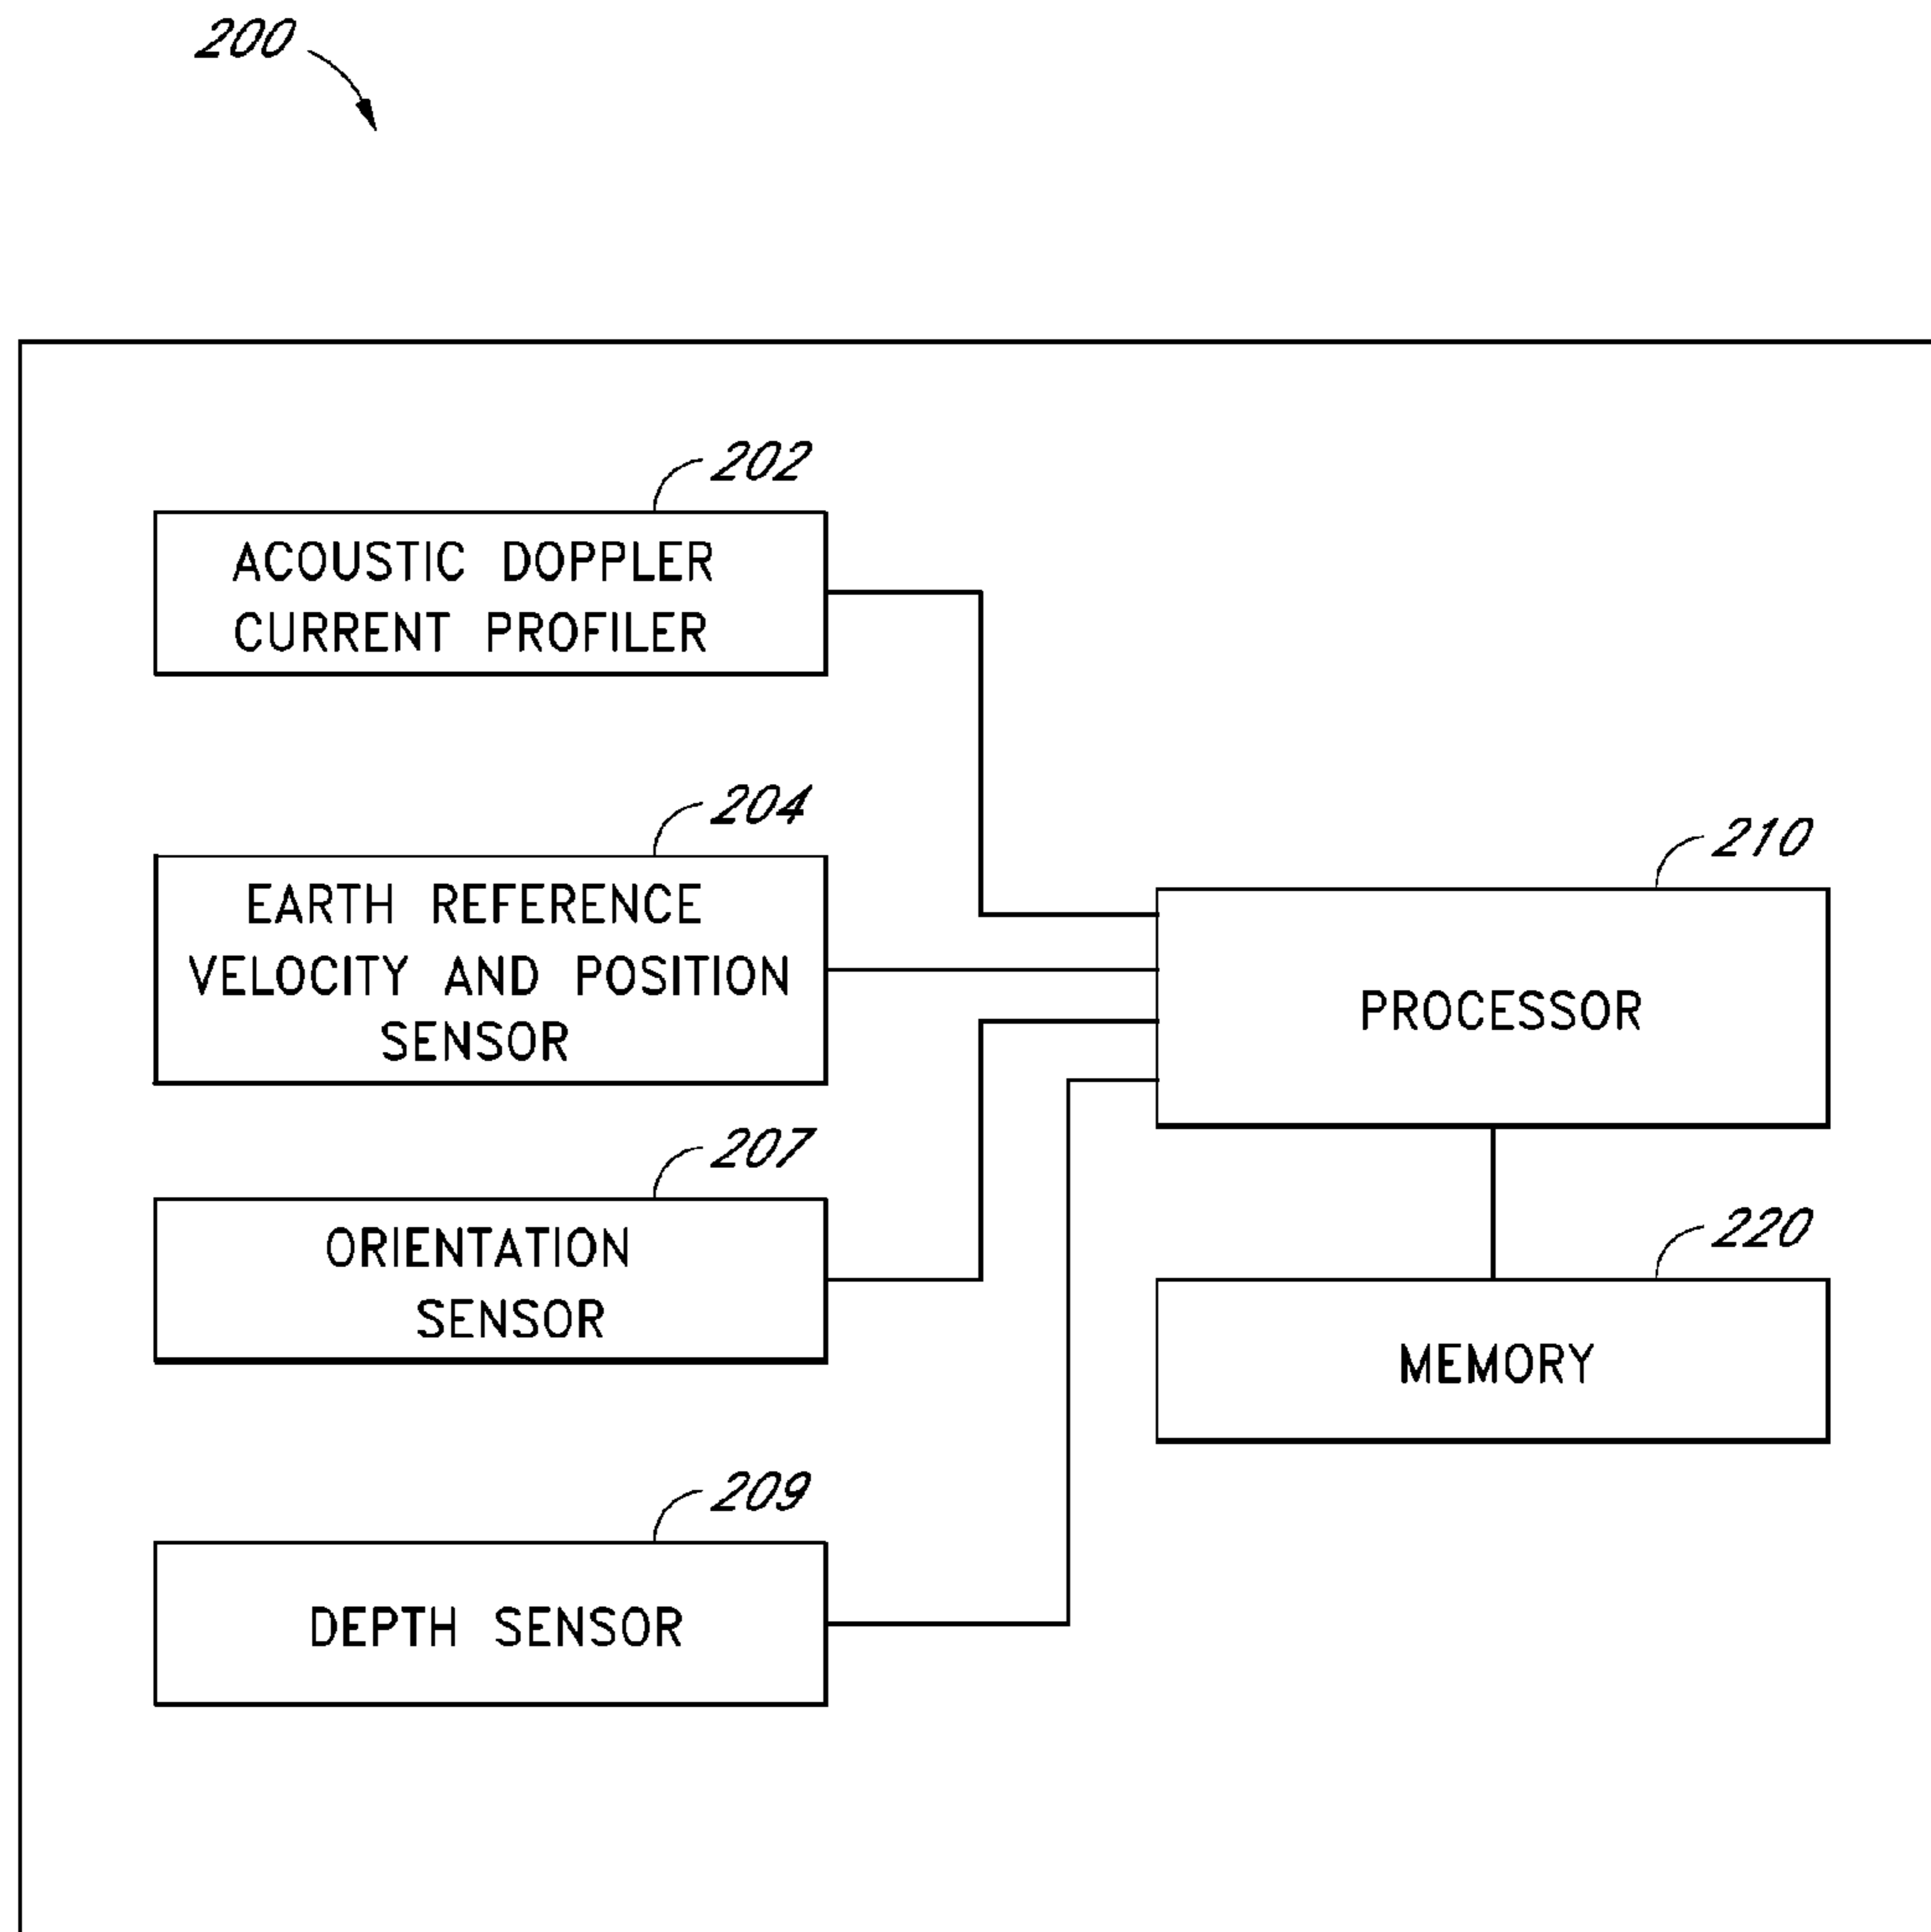 200
202
ACOUSTIC DOPPLER
CURRENT PROFILER
204
EARTH REFERENCE
VELOCITY AND POSITION
SENSOR
210
PROCESSOR
207
ORIENTATION
SENSOR
220
MEMORY
209
DEPTH SENSOR